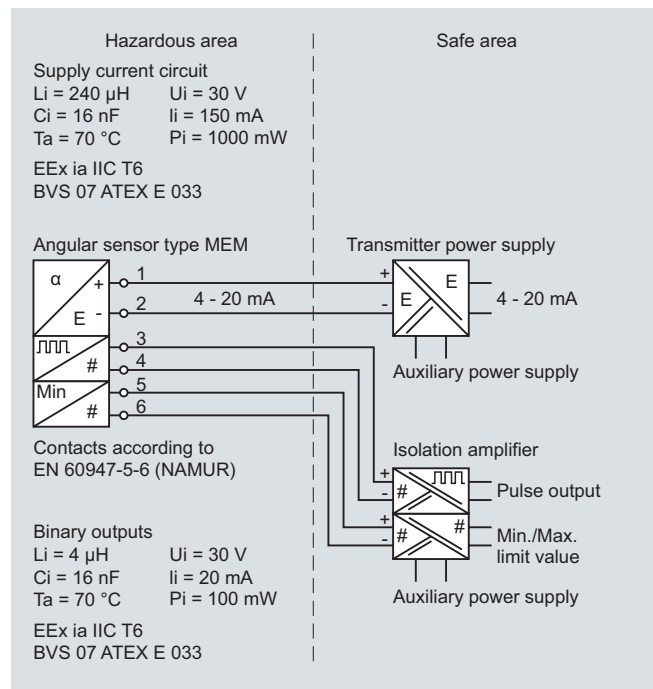 Hazardous area
Safe area
Supply current circuit
Li = 240 µH Ui = 30 V
Ci = 16 nF Ii = 150 mA
Ta = 70 °C Pi = 1000 mW
EEx ia IIC T6
BVS 07 ATEX E 033
Angular sensor type MEM
Transmitter power supply
α + 1
E - 2
4 - 20 mA
+ E
- E
4 - 20 mA
Auxiliary power supply
# 3
4
Min 5
# 6
Contacts according to
EN 60947-5-6 (NAMUR)
Isolation amplifier
+
- #
Pulse output
+ #
- #
Min./Max.
limit value
Auxiliary power supply
Binary outputs
Li = 4 µH Ui = 30 V
Ci = 16 nF Ii = 20 mA
Ta = 70 °C Pi = 100 mW
EEx ia IIC T6
BVS 07 ATEX E 033